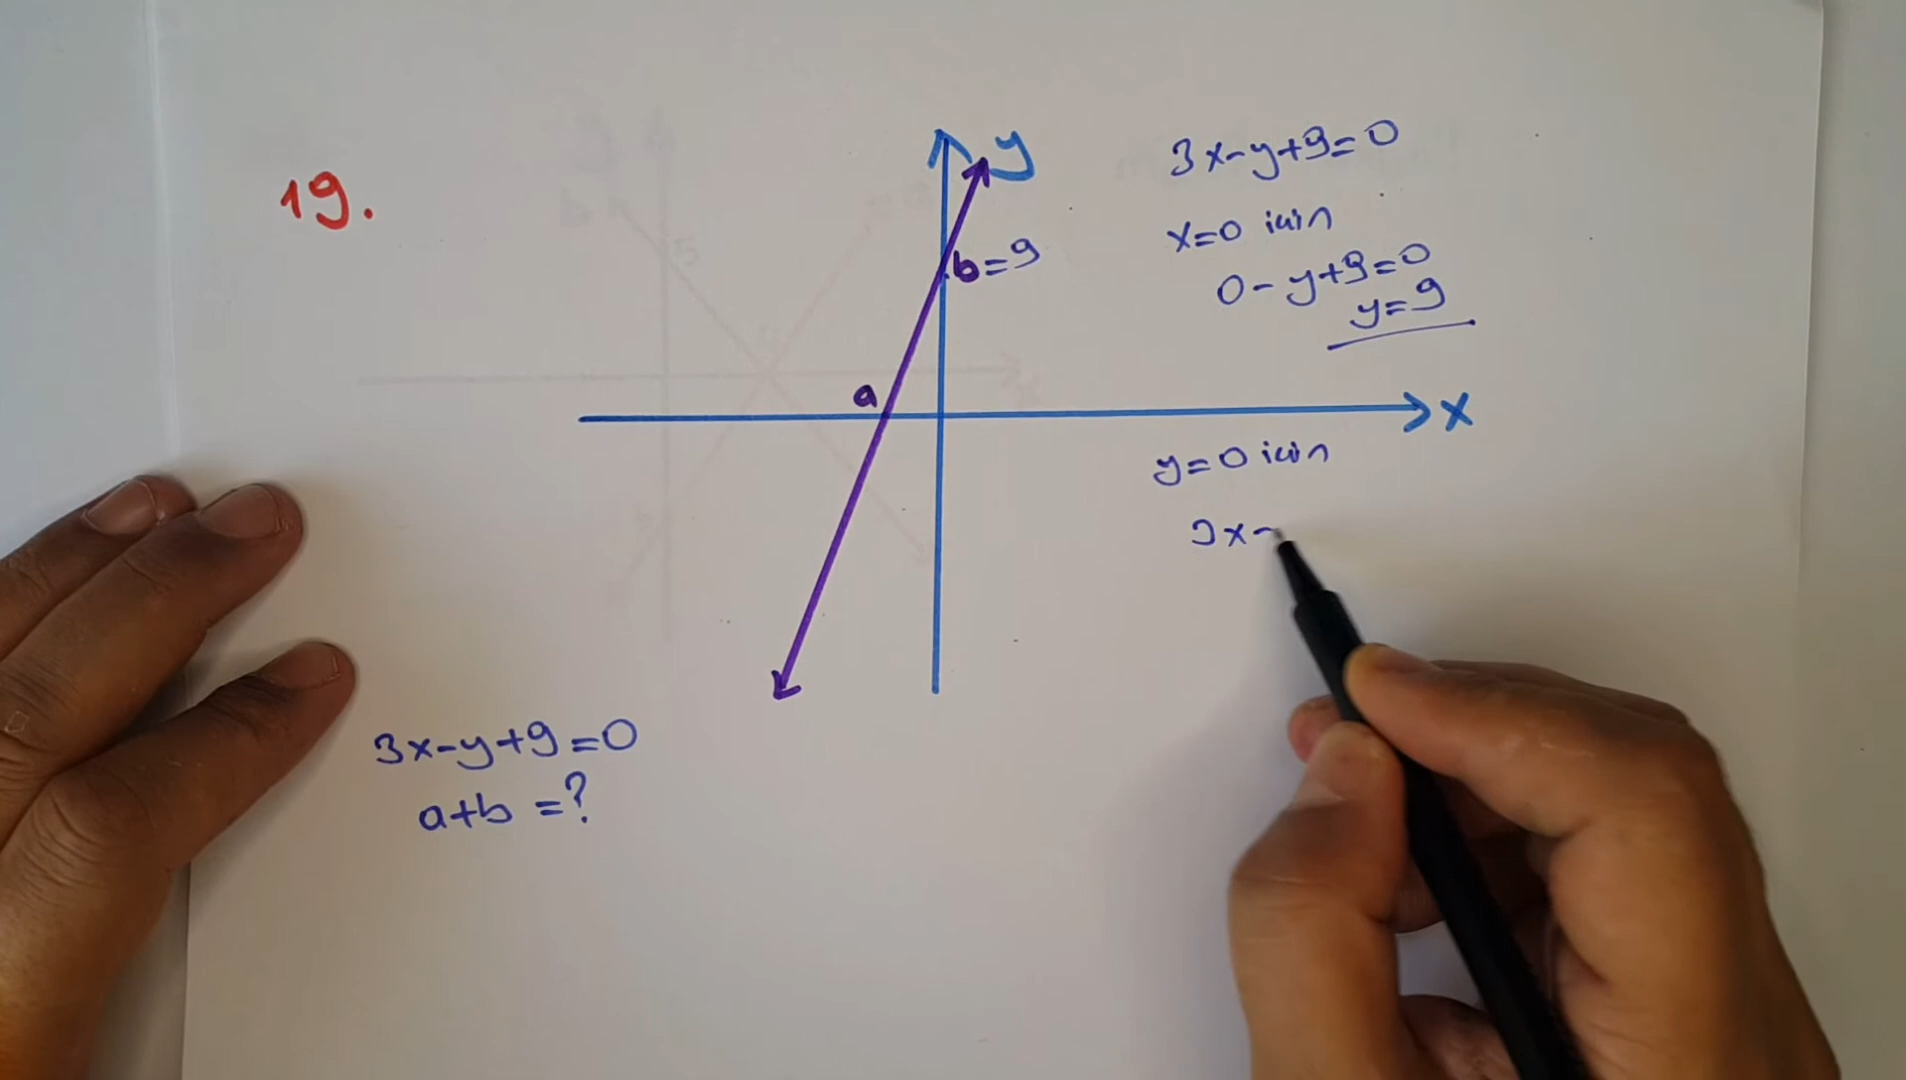 19.
y
b=9
a
x
3x-y+9=0
x=0 için
0-y+9=0
y=9
y=0 için
3x-
3x-y+9=0
a+b=?